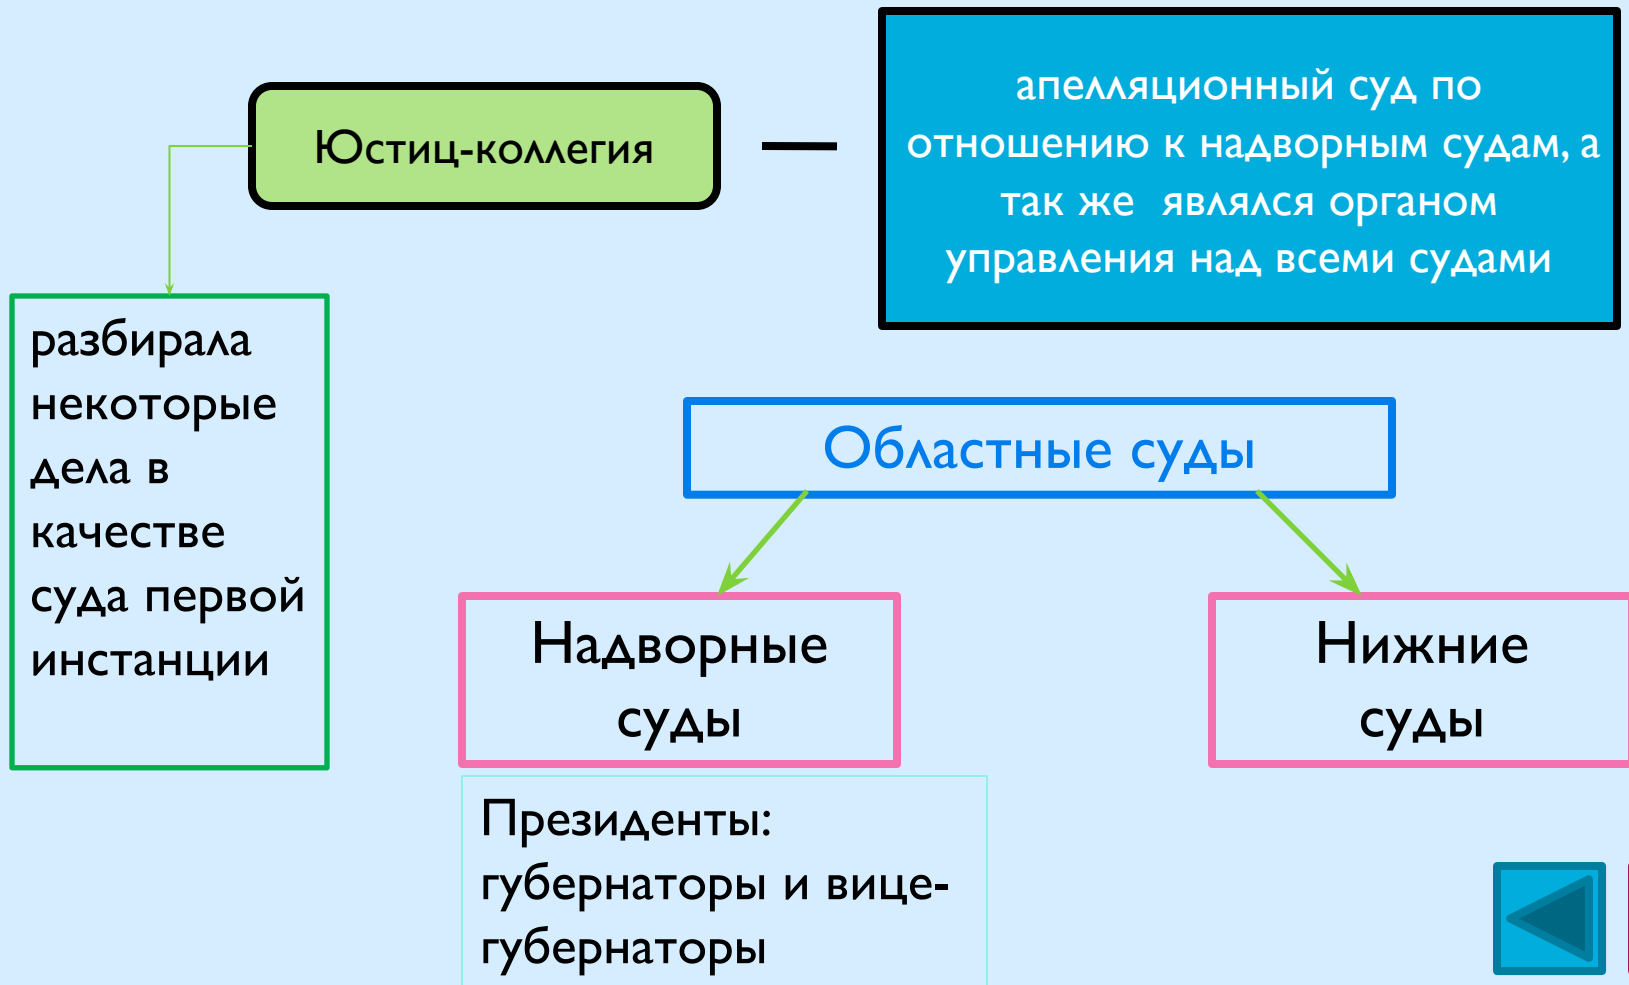 Юстиц-коллегия
апелляционный суд по
отношению к надворным судам, а
так же являлся органом
управления над всеми судами
разбирала
некоторые
дела в
качестве
суда первой
инстанции
Областные суды
Надворные
суды
Нижние
суды
Президенты:
губернаторы и вице-
губернаторы